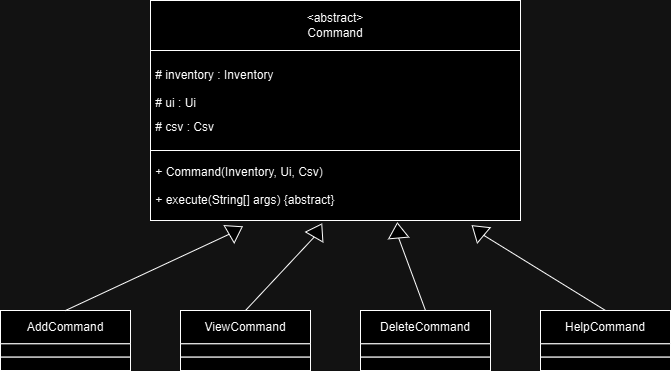 <abstract>
Command
# inventory : Inventory
# ui : Ui
# csv : Csv
+ Command(Inventory, Ui, Csv)
+ execute(String[] args) {abstract}
AddCommand
ViewCommand
DeleteCommand
HelpCommand